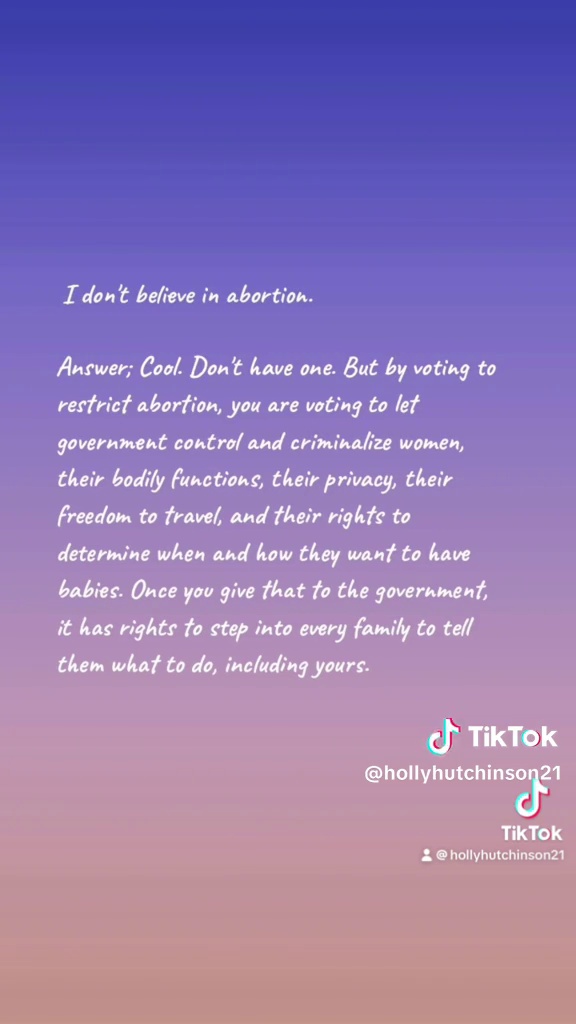 I don't believe in abortion.
Answer; Cool. Don't have one. But by voting to
restrict abortion, you are voting to let
government control and criminalize women,
their bodily functions, their privacy, their
freedom to travel, and their rights to
determine when and how they want to have
babies. Once you give that to the government,
it has rights to step into every family to tell
them what to do, including yours.
TikTok
@hollyhutchinson21
TikTok
@hollyhutchinson21